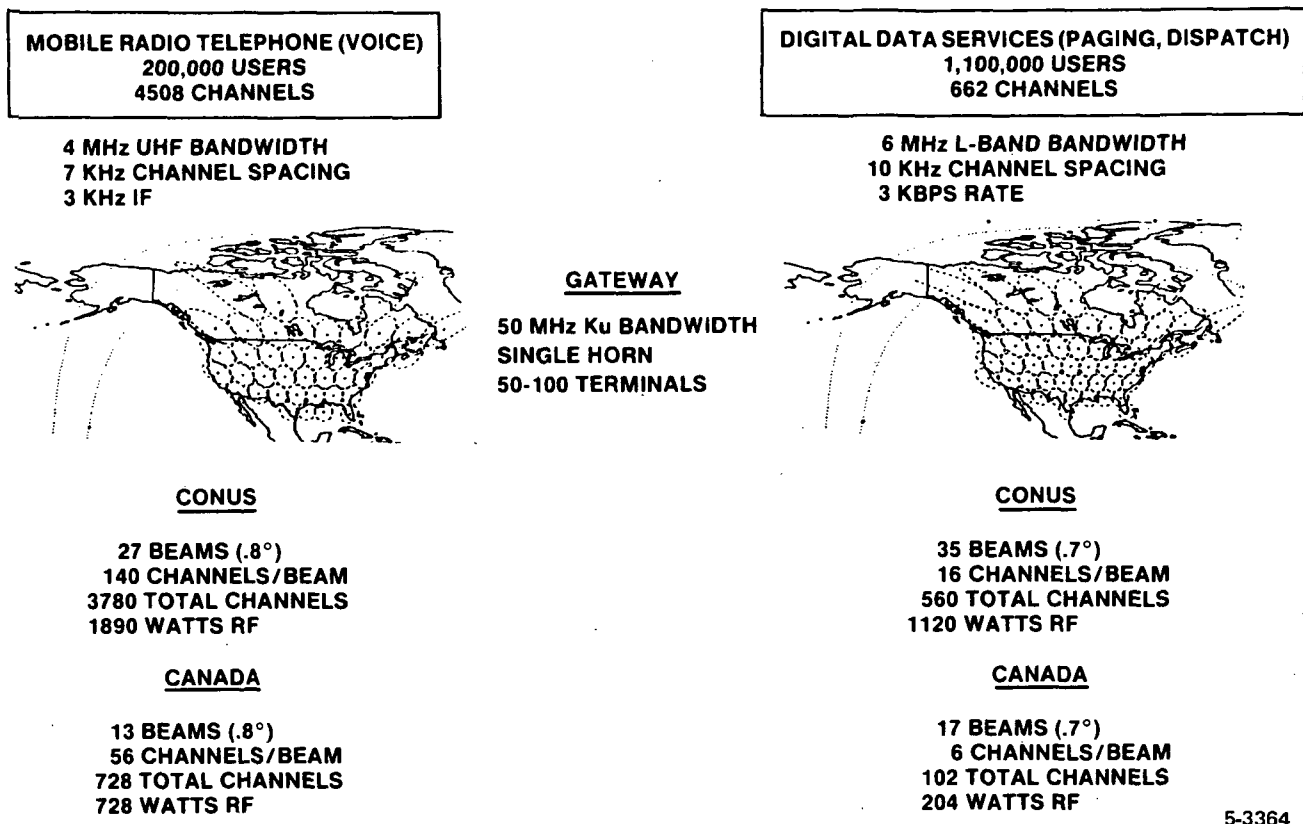 MOBILE RADIO TELEPHONE (VOICE)
200,000 USERS
4508 CHANNELS
4 MHz UHF BANDWIDTH
7 KHz CHANNEL SPACING
3 KHz IF
DIGITAL DATA SERVICES (PAGING, DISPATCH)
1,100,000 USERS
662 CHANNELS
6 MHz L-BAND BANDWIDTH
10 KHz CHANNEL SPACING
3 KBPS RATE
GATEWAY
50 MHz Ku BANDWIDTH
SINGLE HORN
50-100 TERMINALS
CONUS
27 BEAMS (.8°)
140 CHANNELS/BEAM
3780 TOTAL CHANNELS
1890 WATTS RF
CANADA
13 BEAMS (.8°)
56 CHANNELS/BEAM
728 TOTAL CHANNELS
728 WATTS RF
CONUS
35 BEAMS (.7°)
16 CHANNELS/BEAM
560 TOTAL CHANNELS
1120 WATTS RF
CANADA
17 BEAMS (.7°)
6 CHANNELS/BEAM
102 TOTAL CHANNELS
204 WATTS RF
5-3364